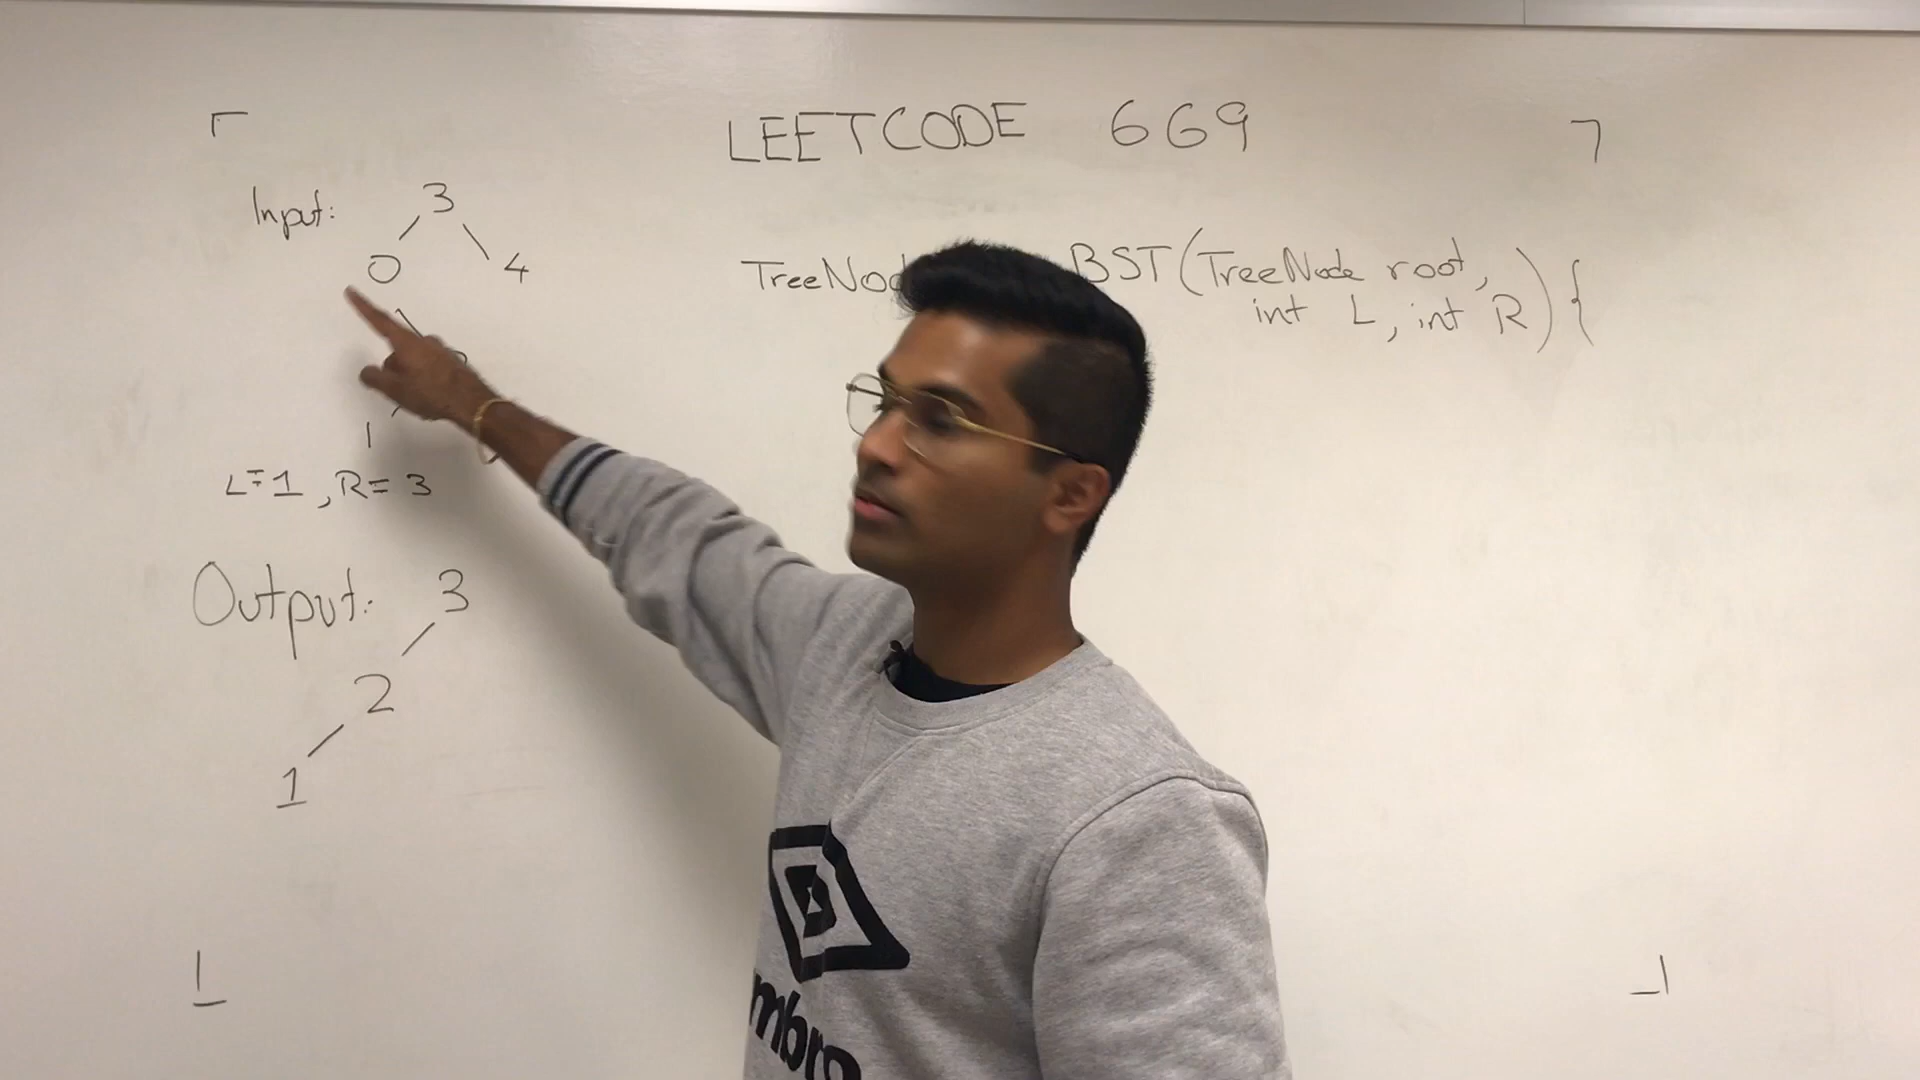 LEETCODE 669
Input:
3
0 4
1
L=1, R= 3
TreeNod BST(TreeNode root,
int L, int R) {
Output:
3
2
1
mbro